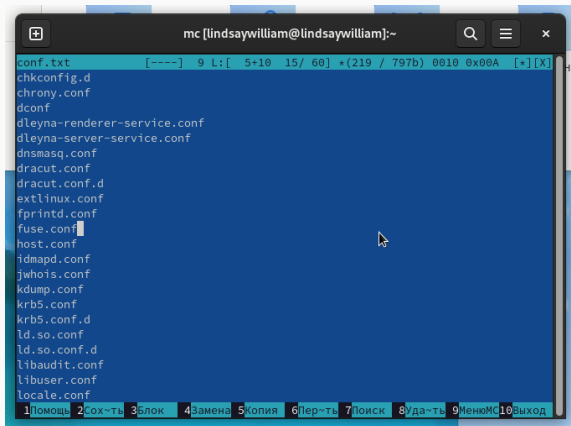 mc [lindsaywilliam@lindsaywilliam]:~
conf.txt [----] 9 L:[ 5+10 15/ 60] *(219 / 797b) 0010 0x00A [*][X]
chkconfig.d
chrony.conf
dconf
dleyna-renderer-service.conf
dleyna-server-service.conf
dnsmasq.conf
dracut.conf
dracut.conf.d
extlinux.conf
fprintd.conf
fuse.conf
host.conf
idmapd.conf
jwhois.conf
kdump.conf
krb5.conf
krb5.conf.d
ld.so.conf
ld.so.conf.d
libaudit.conf
libuser.conf
locale.conf
1Помощь 2Сох~ть 3Блок 4Замена 5Копия 6Пер~ть 7Поиск 8Уда~ть 9МенюMC 10Выход